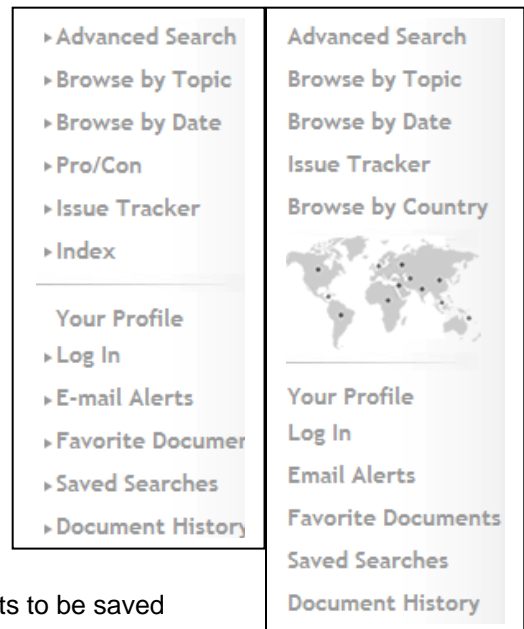 Advanced Search
Browse by Topic
Browse by Date
Pro/Con
Issue Tracker
Index
Your Profile
Log In
E-mail Alerts
Favorite Documen
Saved Searches
Document History
Advanced Search
Browse by Topic
Browse by Date
Issue Tracker
Browse by Country
Your Profile
Log In
Email Alerts
Favorite Documents
Saved Searches
Document History
ts to be saved